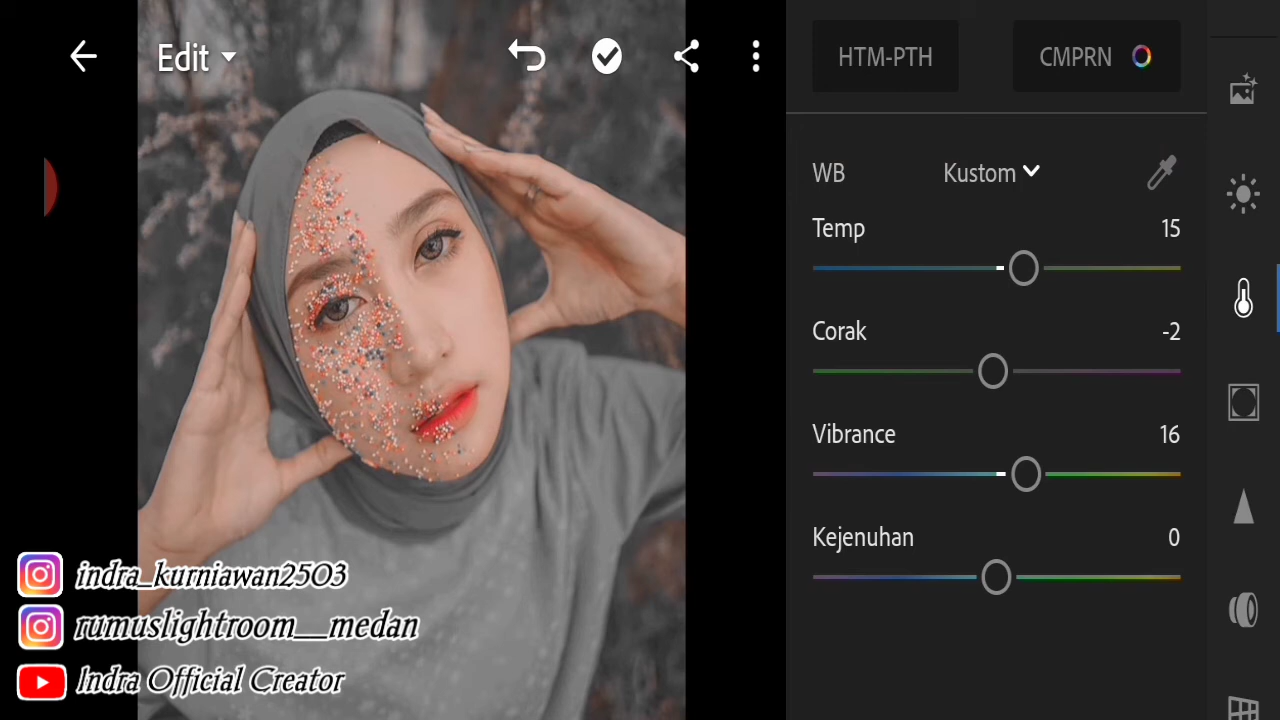 Edit
HTM-PTH
CMPRN
WB
Kustom
Temp
15
Corak
-2
Vibrance
16
Kejenuhan
0
indra_kurniawan2503
rumuslightroom__medan
Indra Official Creator